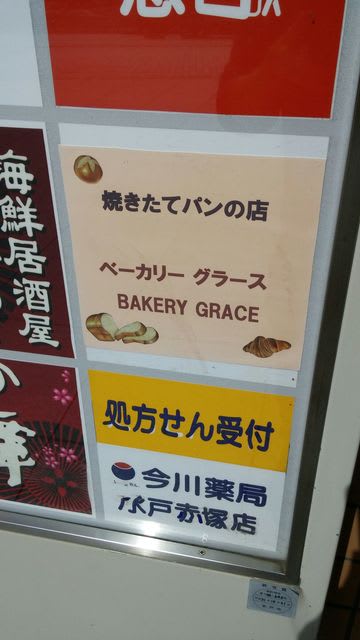 海鮮居酒屋
焼きたてパンの店
ベーカリー グラース
BAKERY GRACE
の華
処方せん受付
今川薬局
水戸赤塚店